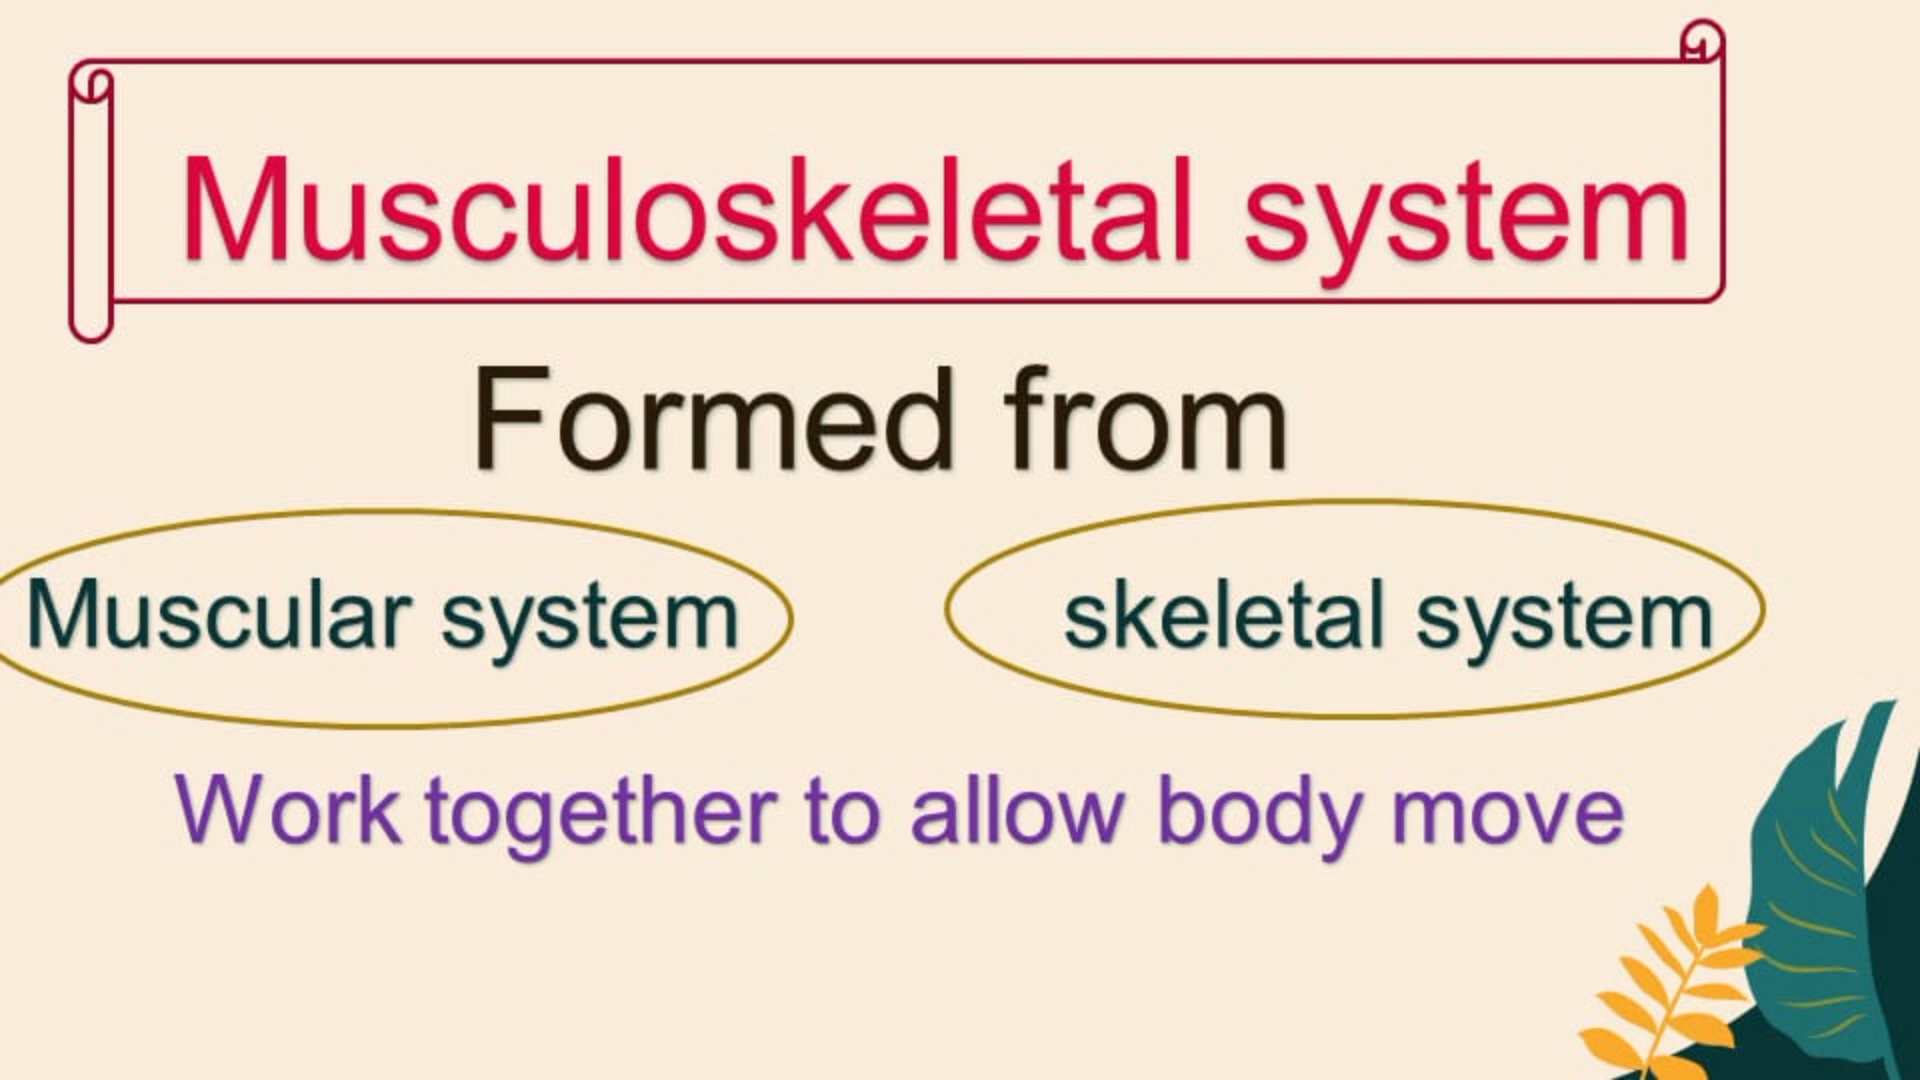 Musculoskeletal system
Formed from
Muscular system
skeletal system
Work together to allow body move